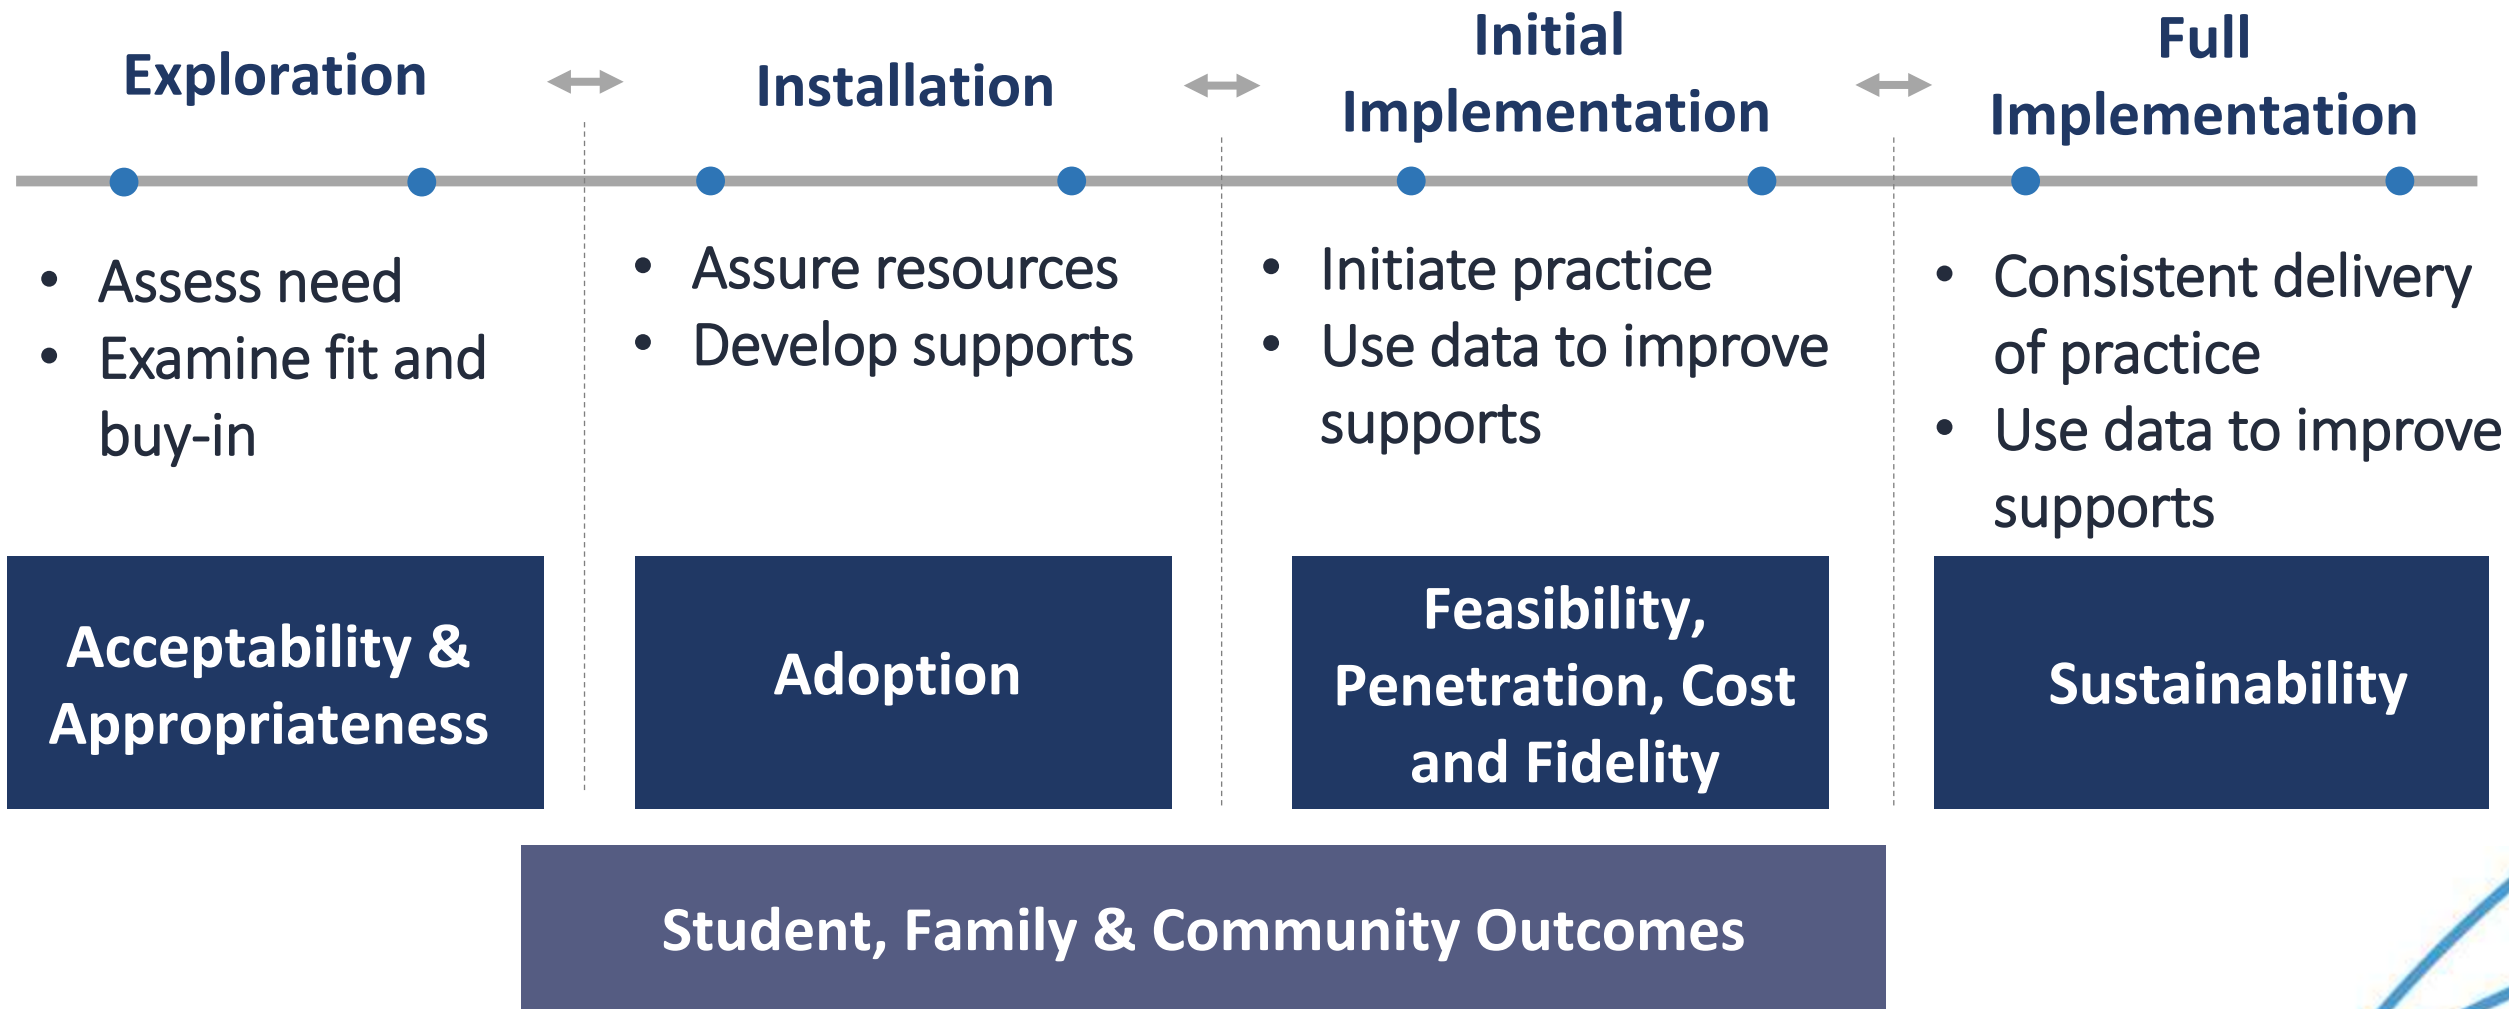 Exploration
Installation
Initial
Implementation
Full
Implementation
• Assess need
• Examine fit and
buy-in
• Assure resources
• Develop supports
• Initiate practice
• Use data to improve
supports
• Consistent delivery
of practice
• Use data to improve
supports
Acceptability &
Appropriateness
Adoption
Feasibility,
Penetration, Cost
and Fidelity
Sustainability
Student, Family & Community Outcomes